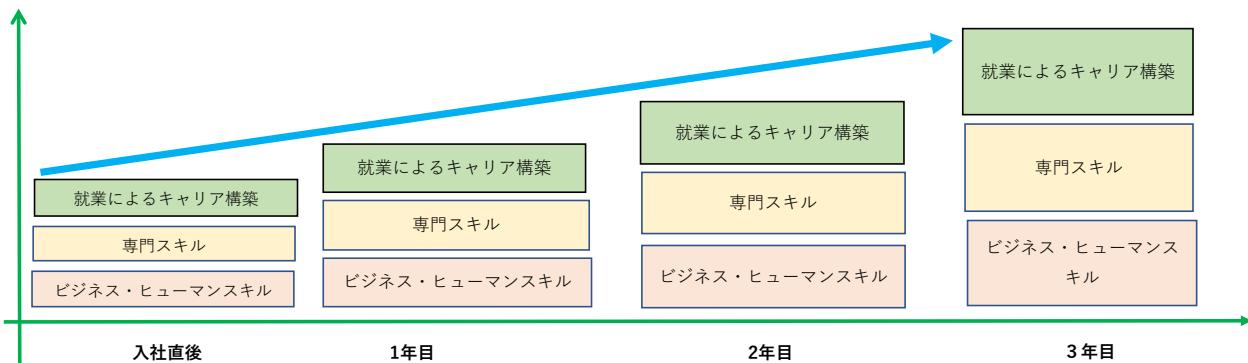 就業によるキャリア構築
専門スキル
ビジネス・ヒューマンスキル
就業によるキャリア構築
専門スキル
ビジネス・ヒューマンスキル
就業によるキャリア構築
専門スキル
ビジネス・ヒューマンスキル
就業によるキャリア構築
専門スキル
ビジネス・ヒューマンス
キル
入社直後
1年目
2年目
３年目